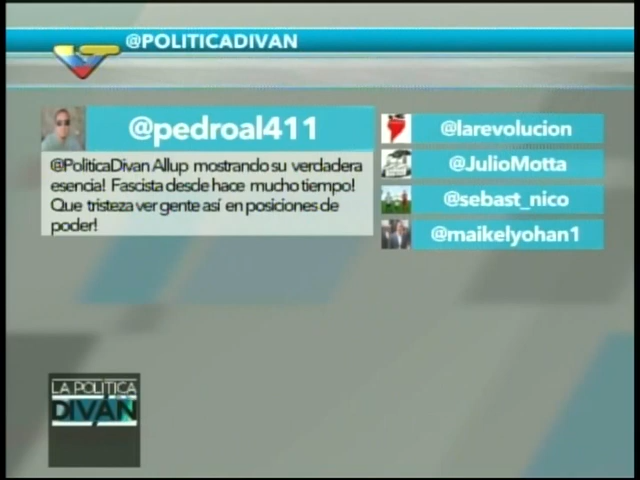 @POLITICADIVAN
@pedroal411
@PoliticaDivan Allup mostrando su verdadera
esencia! Fascista desde hace mucho tiempo!
Que tristeza ver gente así en posiciones de
poder!
@larevolucion
@JulioMotta
@sebast_nico
@maikelyohan1
LA POLÍTICA
DIVÁN